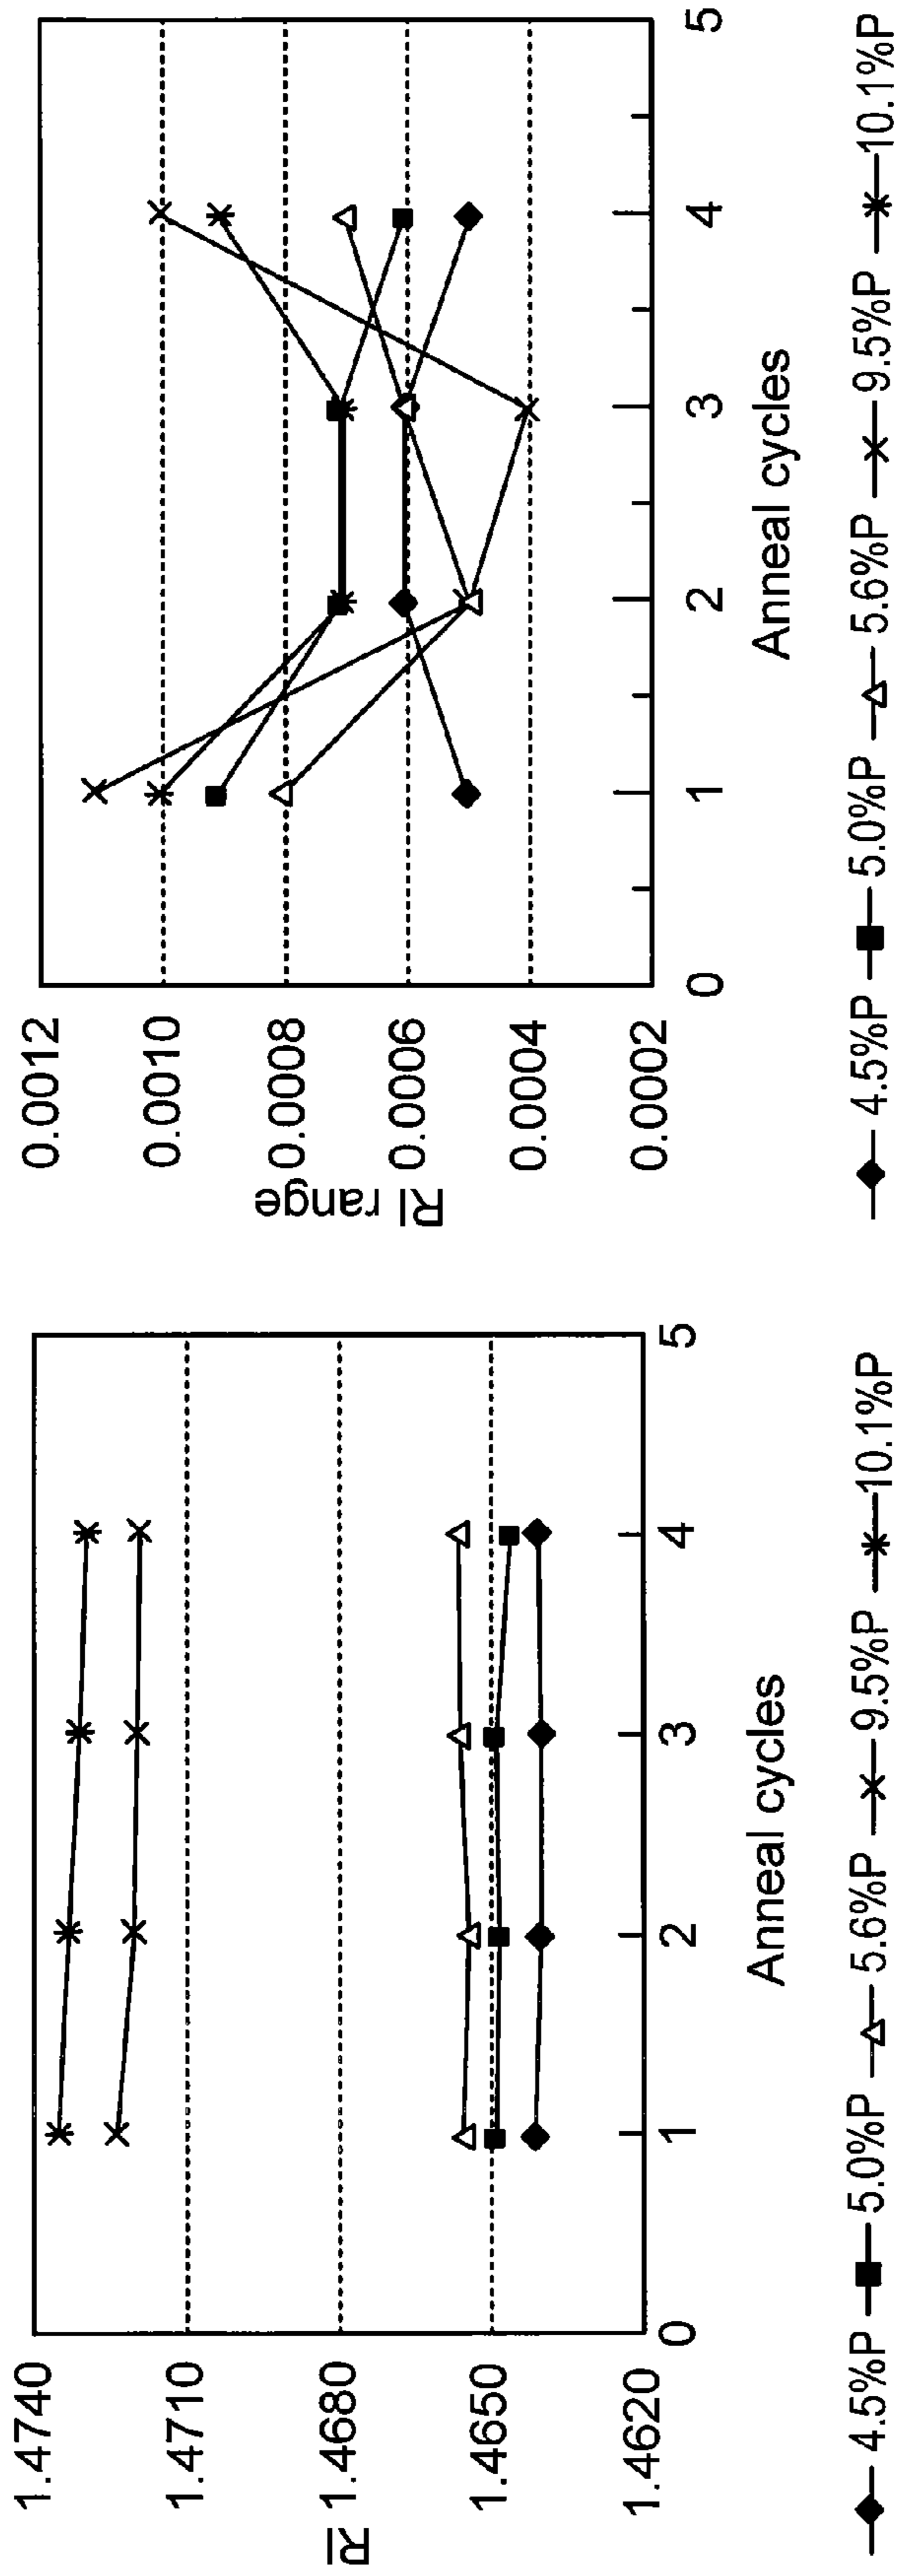 1.4740
1.4710
RI 1.4680
1.4650
1.4620
0 1 2 3 4 5
Anneal cycles
4.5%P 5.0%P 5.6%P 9.5%P 10.1%P
0.0012
0.0010
0.0008
RI range
0.0006
0.0004
0.0002
0 1 2 3 4 5
Anneal cycles
4.5%P 5.0%P 5.6%P 9.5%P 10.1%P